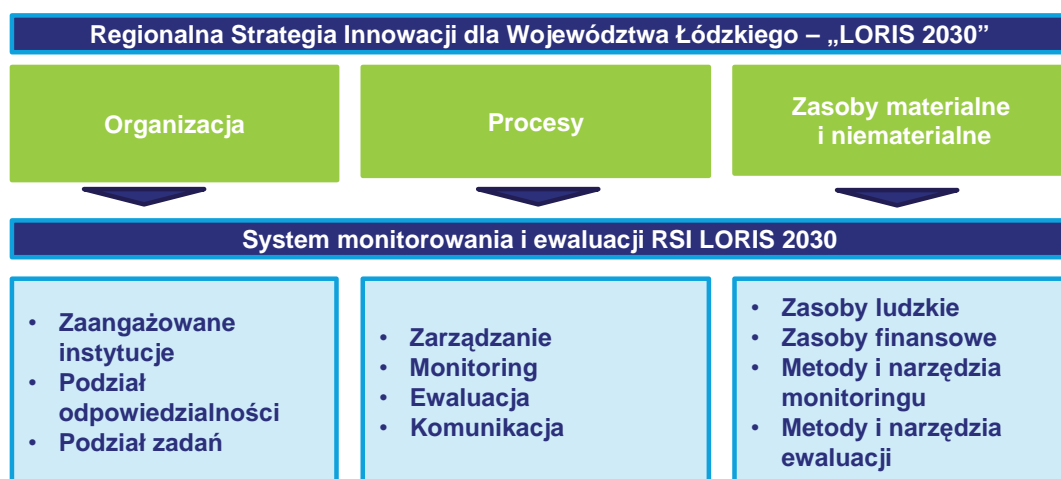 Regionalna Strategia Innowacji dla Województwa Łódzkiego – „LORIS 2030”
Organizacja
Procesy
Zasoby materialne
i niematerialne
System monitorowania i ewaluacji RSI LORIS 2030
• Zaangażowane
instytucje
• Podział
odpowiedzialności
• Podział zadań
• Zarządzanie
• Monitoring
• Ewaluacja
• Komunikacja
• Zasoby ludzkie
• Zasoby finansowe
• Metody i narzędzia
monitoringu
• Metody i narzędzia
ewaluacji